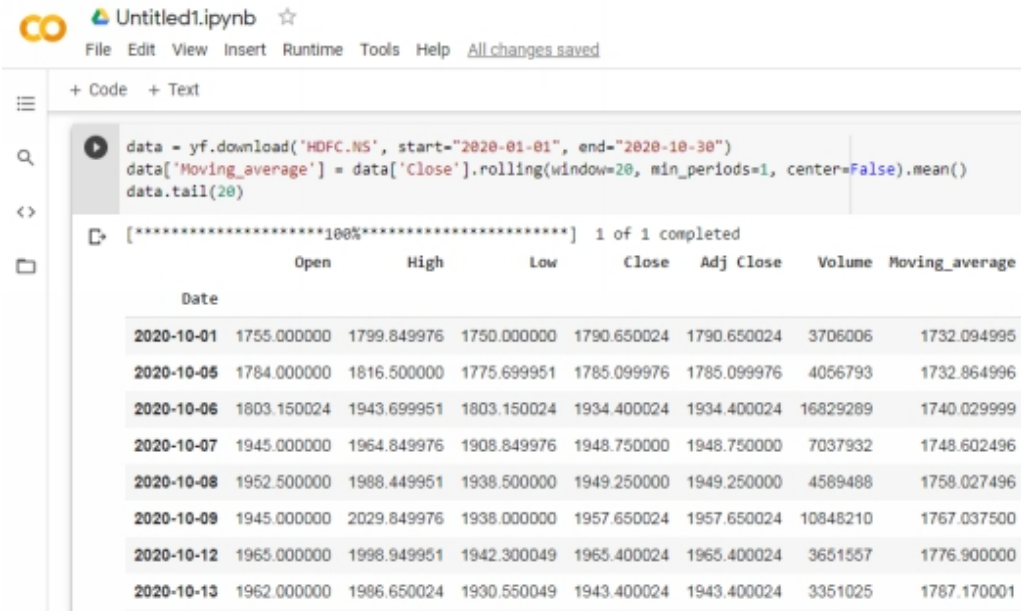 Untitled1.ipynb
File Edit View Insert Runtime Tools Help All changes saved
+ Code + Text
data = yf.download('HDFC.NS', start="2020-01-01", end="2020-10-30")
data['Moving_average'] = data['Close'].rolling(window=20, min_periods=1, center=False).mean()
data.tail(20)
[*********************100%***********************] 1 of 1 completed
Open High Low Close Adj Close Volume Moving_average
Date
2020-10-01 1755.000000 1799.849976 1750.000000 1790.650024 1790.650024 3706006 1732.094995
2020-10-05 1784.000000 1816.500000 1775.699951 1785.099976 1785.099976 4056793 1732.864996
2020-10-06 1803.150024 1943.699951 1803.150024 1934.400024 1934.400024 16829289 1740.029999
2020-10-07 1945.000000 1964.849976 1908.849976 1948.750000 1948.750000 7037932 1748.602496
2020-10-08 1952.500000 1988.449951 1938.500000 1949.250000 1949.250000 4589488 1758.027496
2020-10-09 1945.000000 2029.849976 1938.000000 1957.650024 1957.650024 10848210 1767.037500
2020-10-12 1965.000000 1998.949951 1942.300049 1965.400024 1965.400024 3651557 1776.900000
2020-10-13 1962.000000 1986.650024 1930.550049 1943.400024 1943.400024 3351025 1787.170001